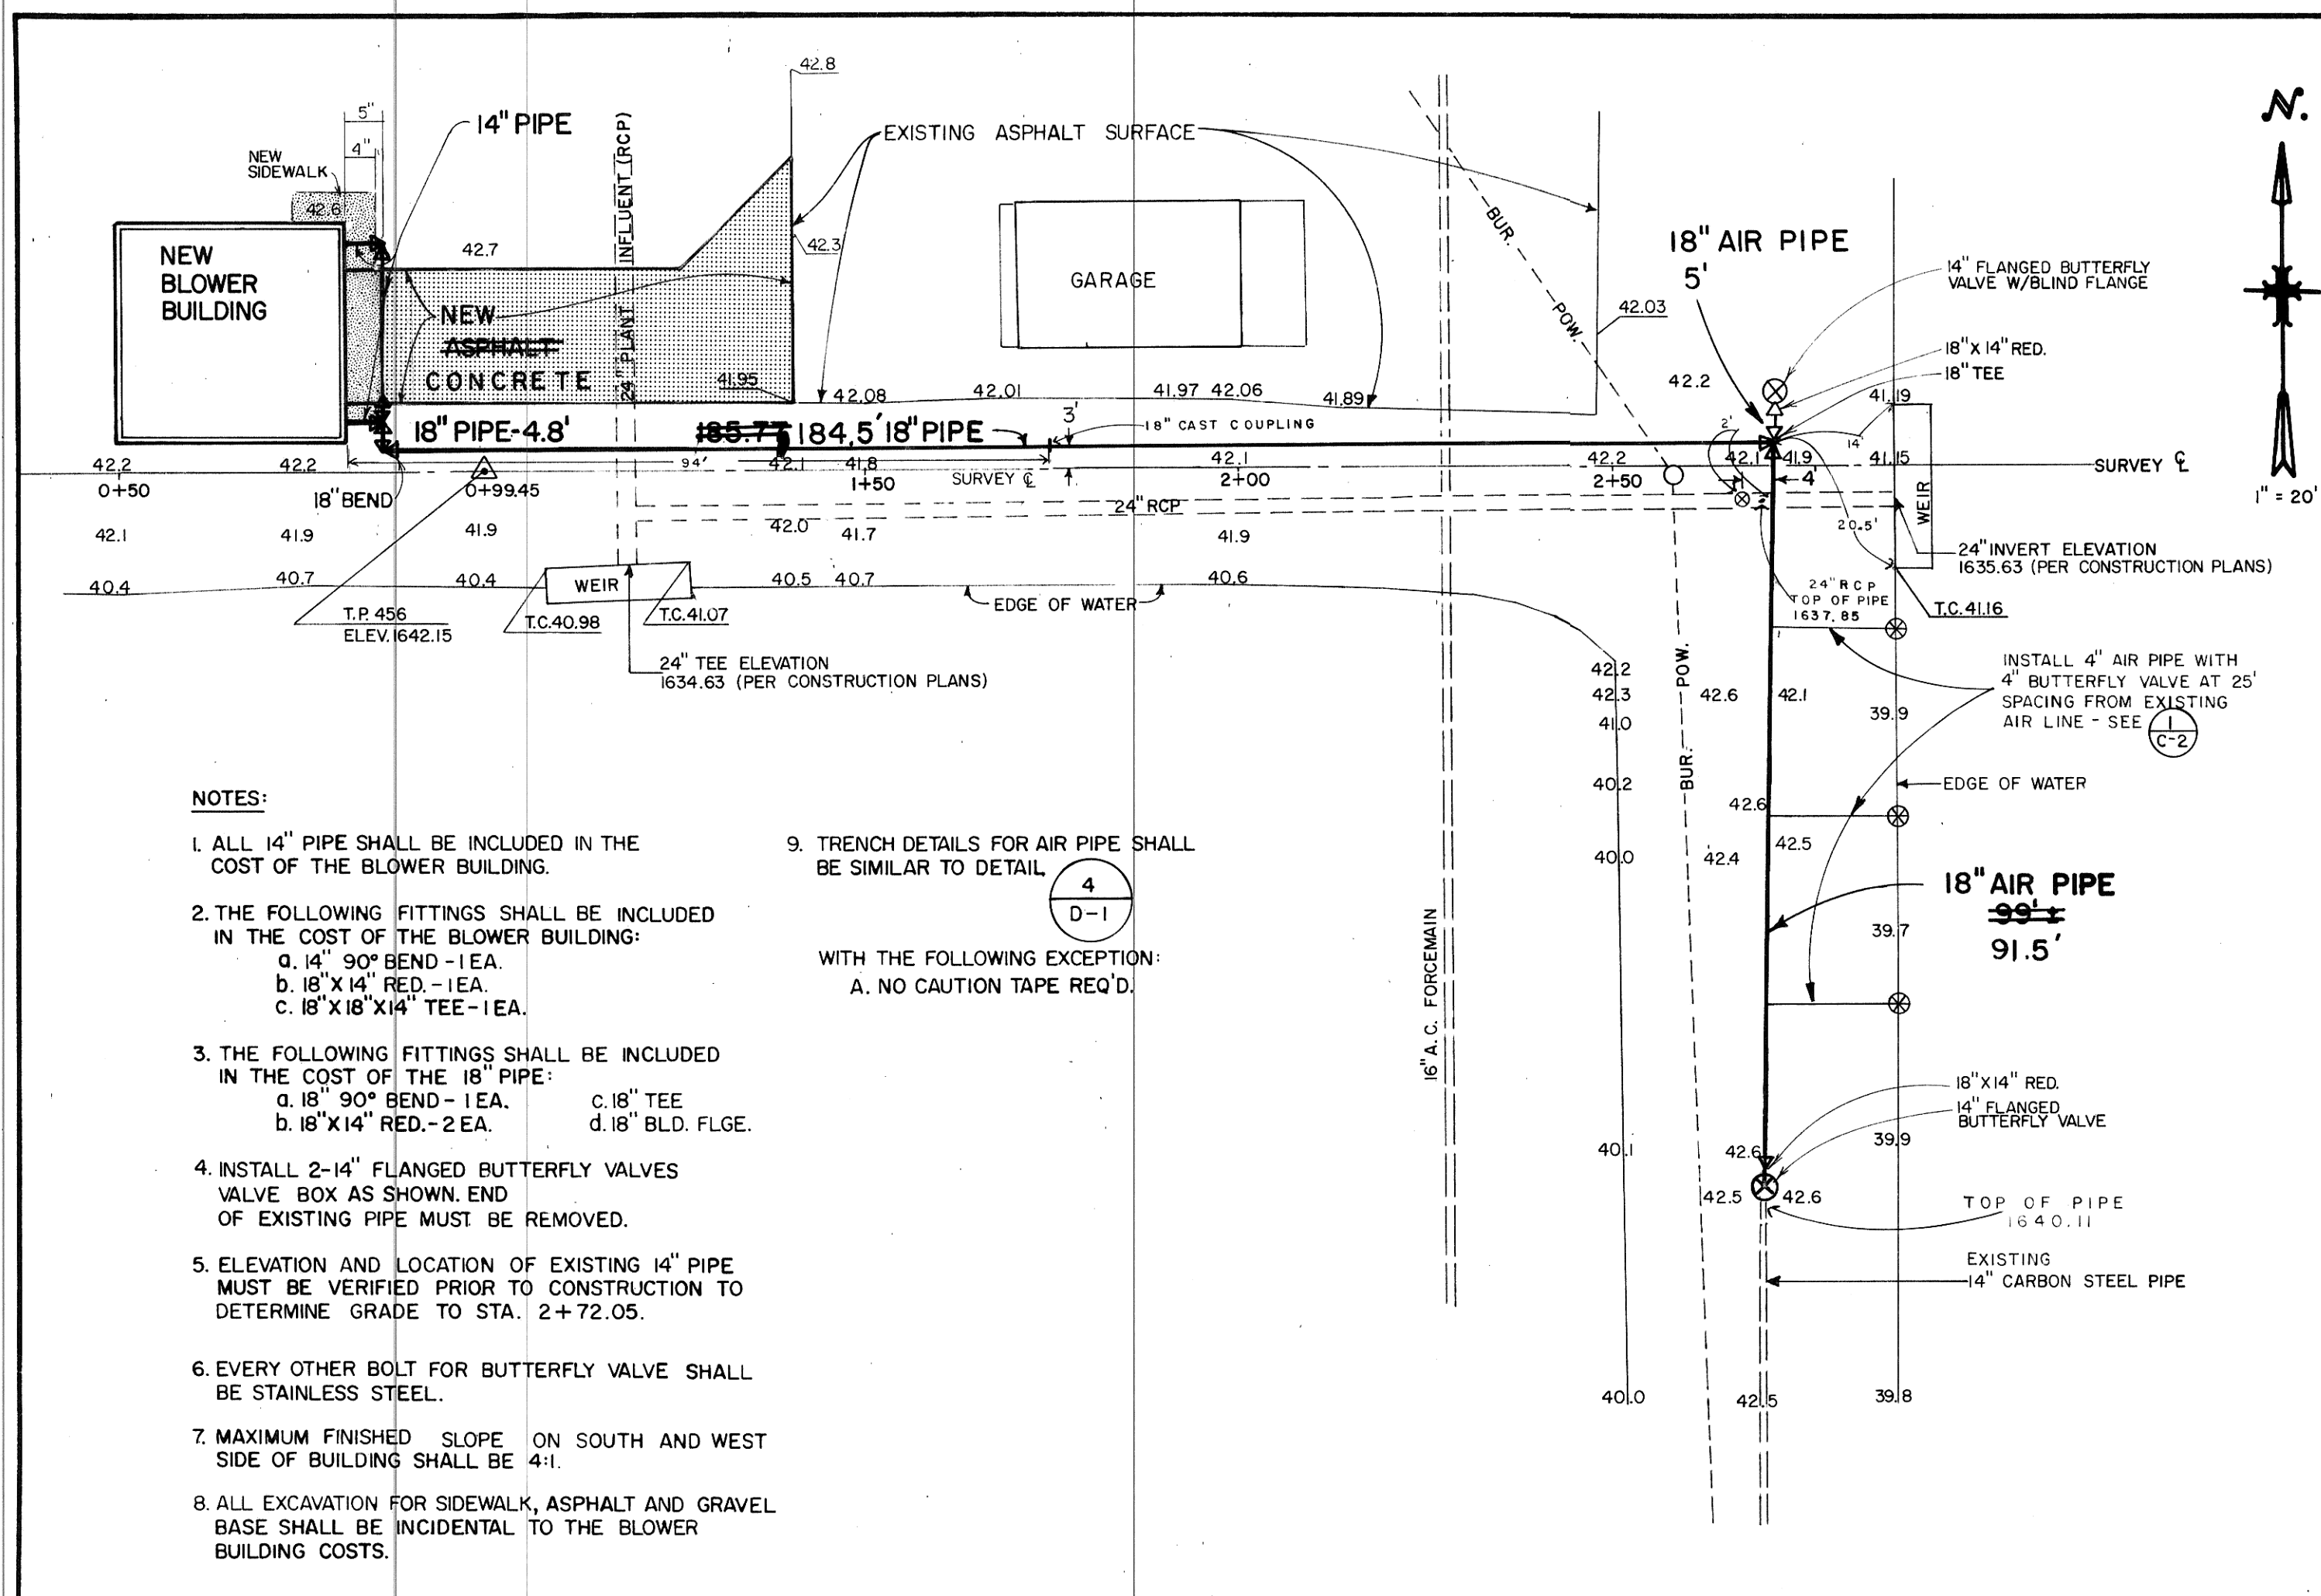 42.8
5"
14" PIPE
4"
NEW
SIDEWALK
42.6
24" PLANT INFLUENT (RCP)
EXISTING ASPHALT SURFACE
N.
1" = 20'
NEW
BLOWER
BUILDING
42.7
42.3
NEW
ASPHALT
CONCRETE
41.95
GARAGE
BUR. POW.
42.03
18" AIR PIPE
5'
14" FLANGED BUTTERFLY
VALVE W/BLIND FLANGE
18"X 14" RED.
18" TEE
42.08
42.01
41.97
42.06
41.89
42.2
41.19
18" PIPE-4.8'
185.77 184.5' 18" PIPE
3'
18" CAST COUPLING
2'
14'
42.2
42.2
94'
42.1
41.8
42.1
42.2
42.1
41.9
41.15
SURVEY ℄
0+50
18" BEND
0+99.45
1+50
SURVEY ℄
2+00
2+50
4'
WEIR
24" RCP
42.1
41.9
41.9
42.0
41.7
41.9
20.5'
24" INVERT ELEVATION
1635.63 (PER CONSTRUCTION PLANS)
40.4
40.7
40.4
WEIR
40.5
40.7
40.6
EDGE OF WATER
24" R C P
TOP OF PIPE
1637.85
T.C. 41.16
T.P. 456
ELEV. 1642.15
T.C. 40.98
T.C. 41.07
24" TEE ELEVATION
1634.63 (PER CONSTRUCTION PLANS)
BUR. POW.
42.2
42.3
41.0
42.6
42.1
39.9
INSTALL 4" AIR PIPE WITH
4" BUTTERFLY VALVE AT 25'
SPACING FROM EXISTING
AIR LINE - SEE 1
C-2
40.2
42.6
EDGE OF WATER
40.0
42.4
42.5
18" AIR PIPE
99' ±
91.5'
39.7
16" A.C. FORCEMAIN
18"X14" RED.
14" FLANGED
BUTTERFLY VALVE
40.1
42.6
39.9
42.5
42.6
TOP OF PIPE
1640.11
EXISTING
14" CARBON STEEL PIPE
40.0
42.5
39.8
NOTES:
1. ALL 14" PIPE SHALL BE INCLUDED IN THE
COST OF THE BLOWER BUILDING.
2. THE FOLLOWING FITTINGS SHALL BE INCLUDED
IN THE COST OF THE BLOWER BUILDING:
a. 14" 90° BEND - 1 EA.
b. 18"X 14" RED. - 1 EA.
c. 18"X18"X14" TEE - 1 EA.
3. THE FOLLOWING FITTINGS SHALL BE INCLUDED
IN THE COST OF THE 18" PIPE:
a. 18" 90° BEND - 1 EA.
b. 18"X14" RED.- 2 EA.
c. 18" TEE
d. 18" BLD. FLGE.
4. INSTALL 2-14" FLANGED BUTTERFLY VALVES
VALVE BOX AS SHOWN. END
OF EXISTING PIPE MUST BE REMOVED.
5. ELEVATION AND LOCATION OF EXISTING 14" PIPE
MUST BE VERIFIED PRIOR TO CONSTRUCTION TO
DETERMINE GRADE TO STA. 2+72.05.
6. EVERY OTHER BOLT FOR BUTTERFLY VALVE SHALL
BE STAINLESS STEEL.
7. MAXIMUM FINISHED SLOPE ON SOUTH AND WEST
SIDE OF BUILDING SHALL BE 4:1.
8. ALL EXCAVATION FOR SIDEWALK, ASPHALT AND GRAVEL
BASE SHALL BE INCIDENTAL TO THE BLOWER
BUILDING COSTS.
9. TRENCH DETAILS FOR AIR PIPE SHALL
BE SIMILAR TO DETAIL
4
D-1
WITH THE FOLLOWING EXCEPTION:
A. NO CAUTION TAPE REQ'D.